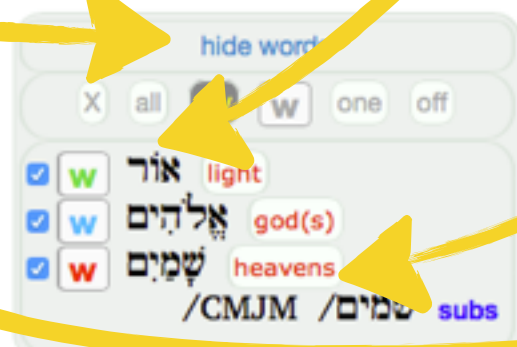 hide words
X all w one off
w אוֹר light
w אֱלֹהִים god(s)
w שָׁמַיִם heavens
/CMJM /שמים subs